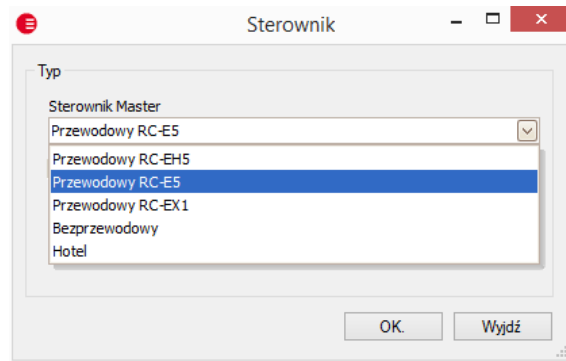 Sterownik
Typ
Sterownik Master
Przewodowy RC-E5
Przewodowy RC-EH5
Przewodowy RC-E5
Przewodowy RC-EX1
Bezprzewodowy
Hotel
OK.
Wyjdź